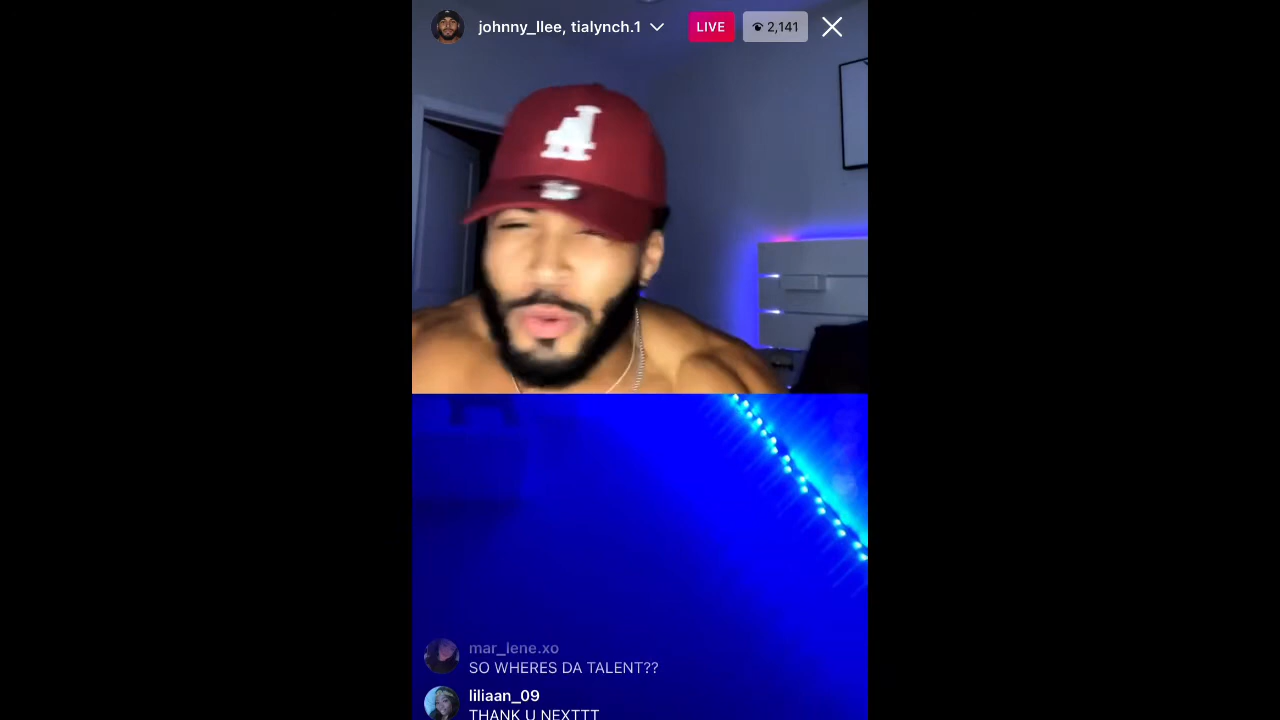 johnny_llee, tialynch.1
LIVE
2,141
mar_lene.xo
SO WHERES DA TALENT??
liliaan_09
THANK U NEXTTT